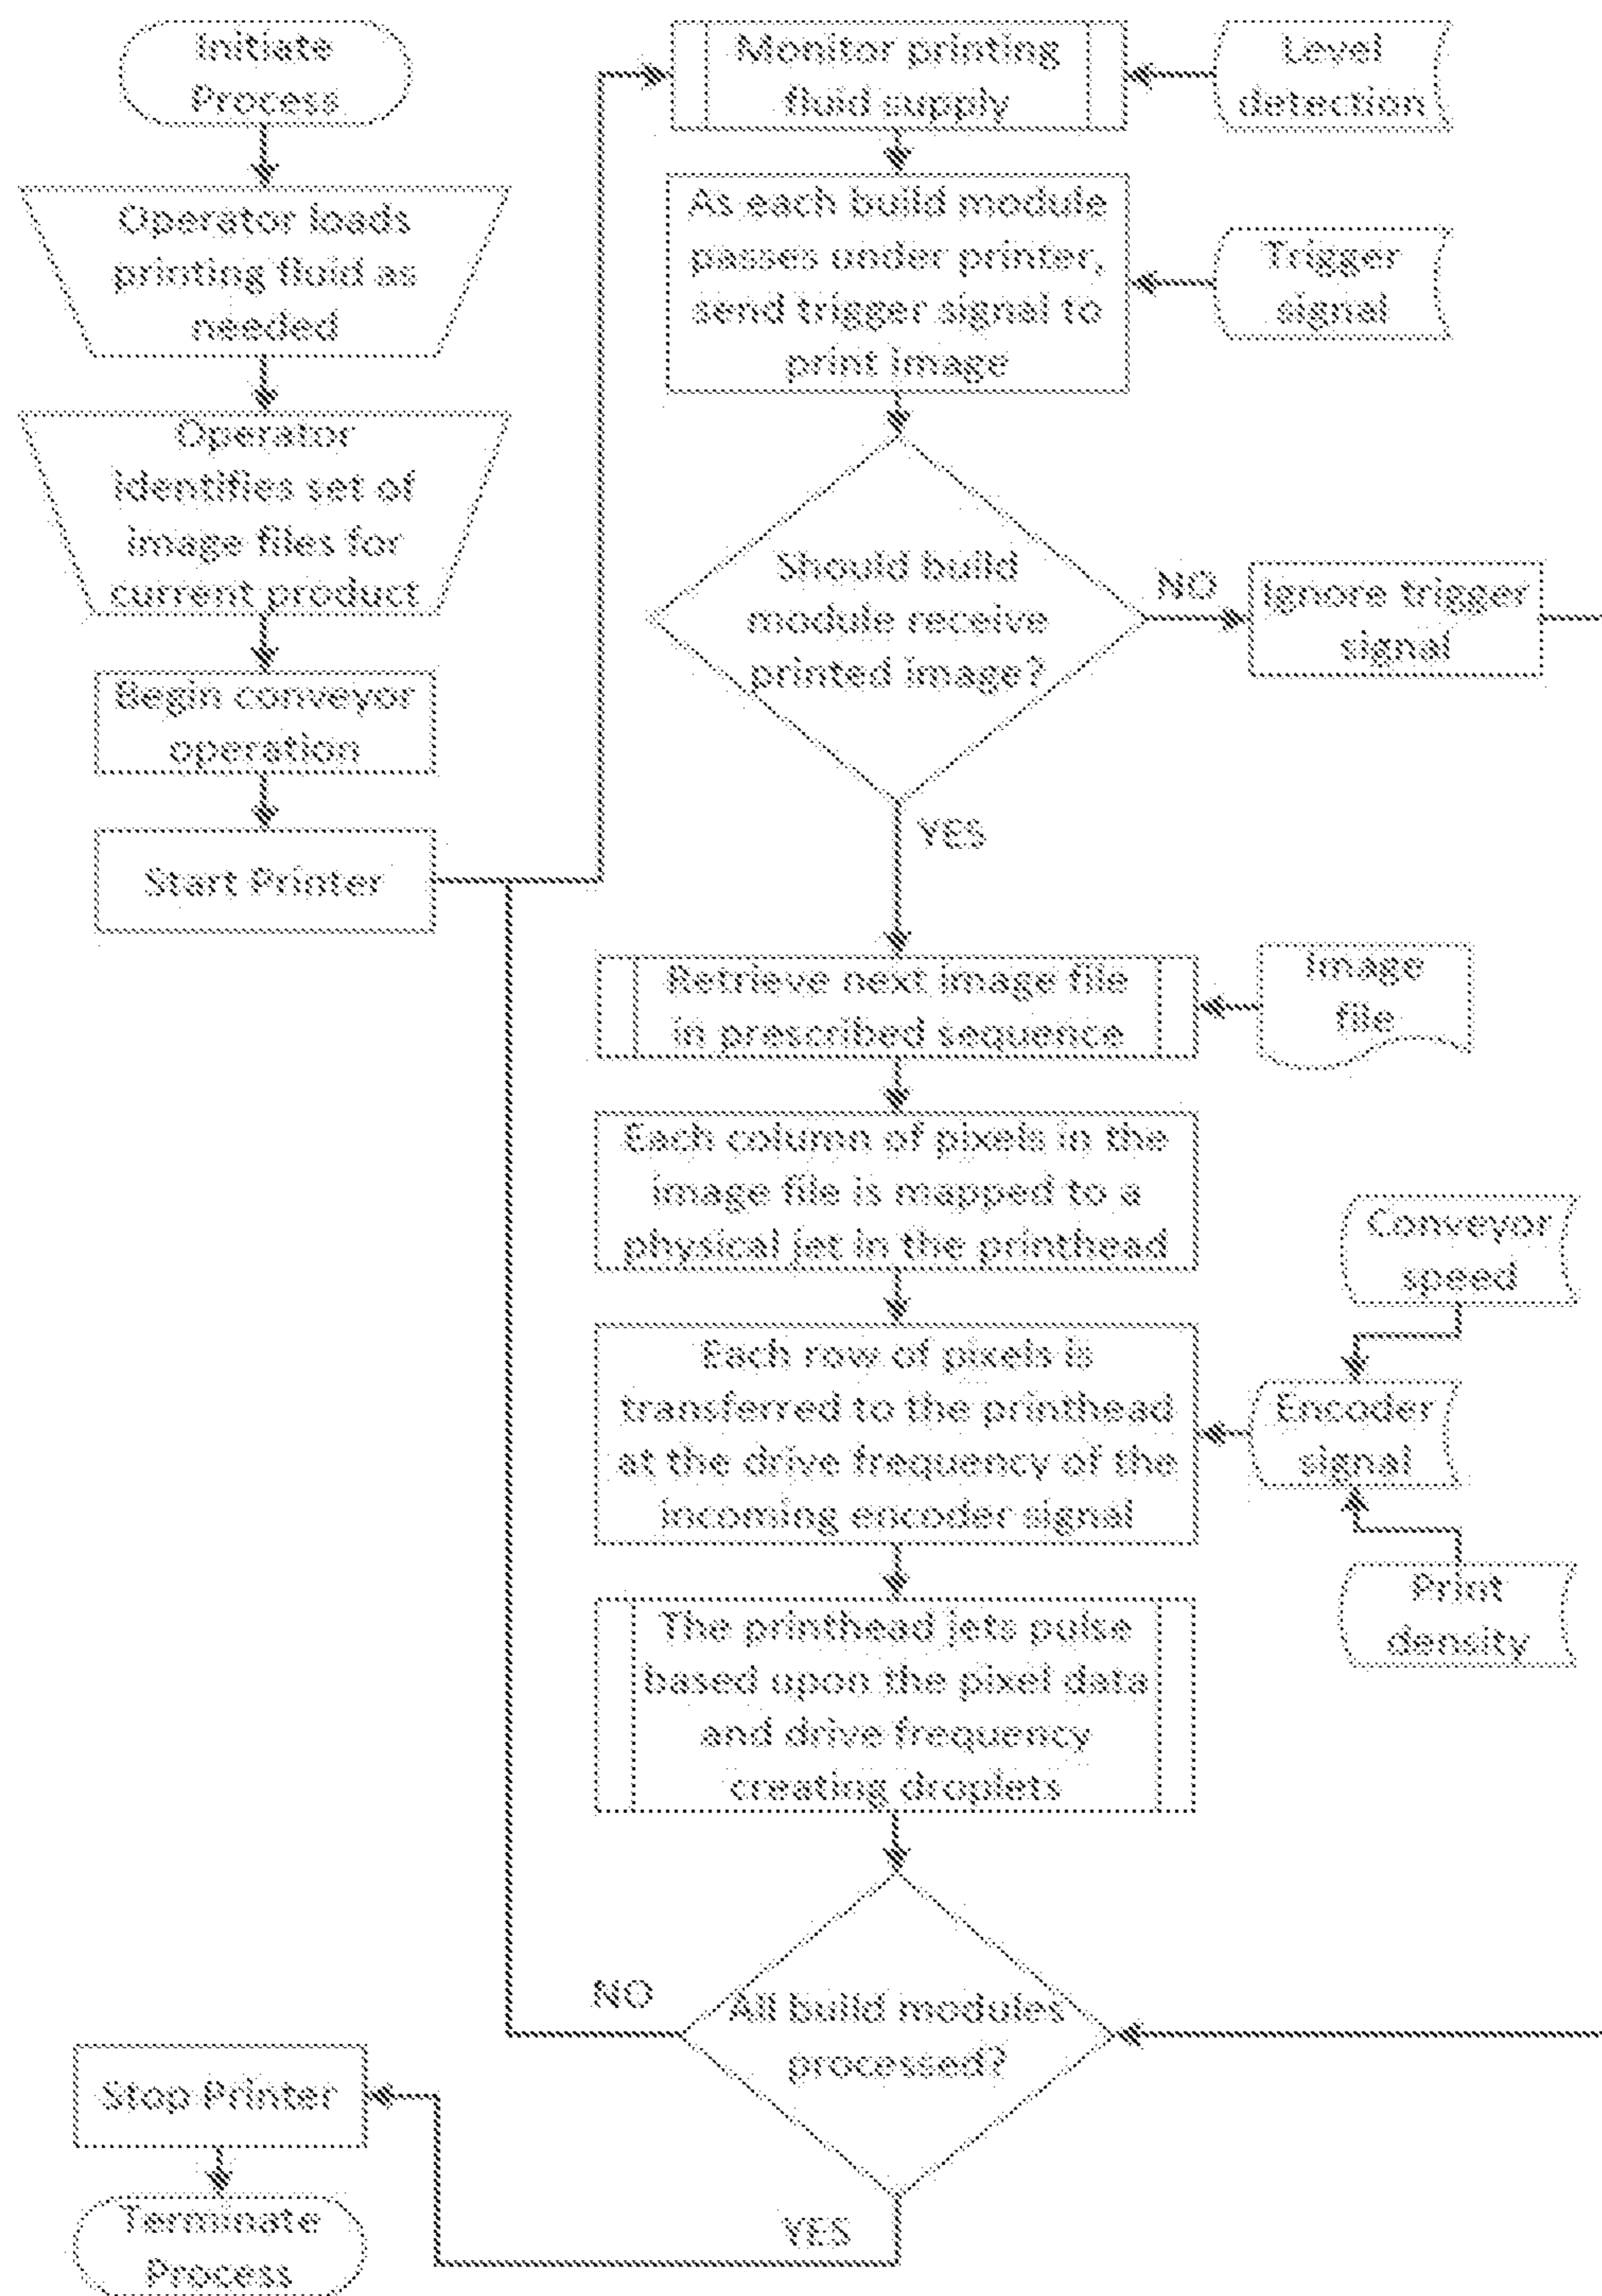 Initiate
Process
Operator loads
printing fluid as
needed
Operator
identifies set of
image files for
current product
Begin conveyor
operation
Start Printer
Monitor printing
fluid supply
Level
detection
As each build module
passes under printer,
send trigger signal to
print image
Trigger
signal
Should build
module receive
printed image?
NO
Ignore trigger
signal
YES
Retrieve next image file
in prescribed sequence
Image
file
Each column of pixels in the
image file is mapped to a
physical jet in the printhead
Conveyor
speed
Each row of pixels is
transferred to the printhead
at the drive frequency of the
incoming encoder signal
Encoder
signal
Print
density
The printhead jets pulse
based upon the pixel data
and drive frequency
creating droplets
All build modules
processed?
NO
YES
Stop Printer
Terminate
Process